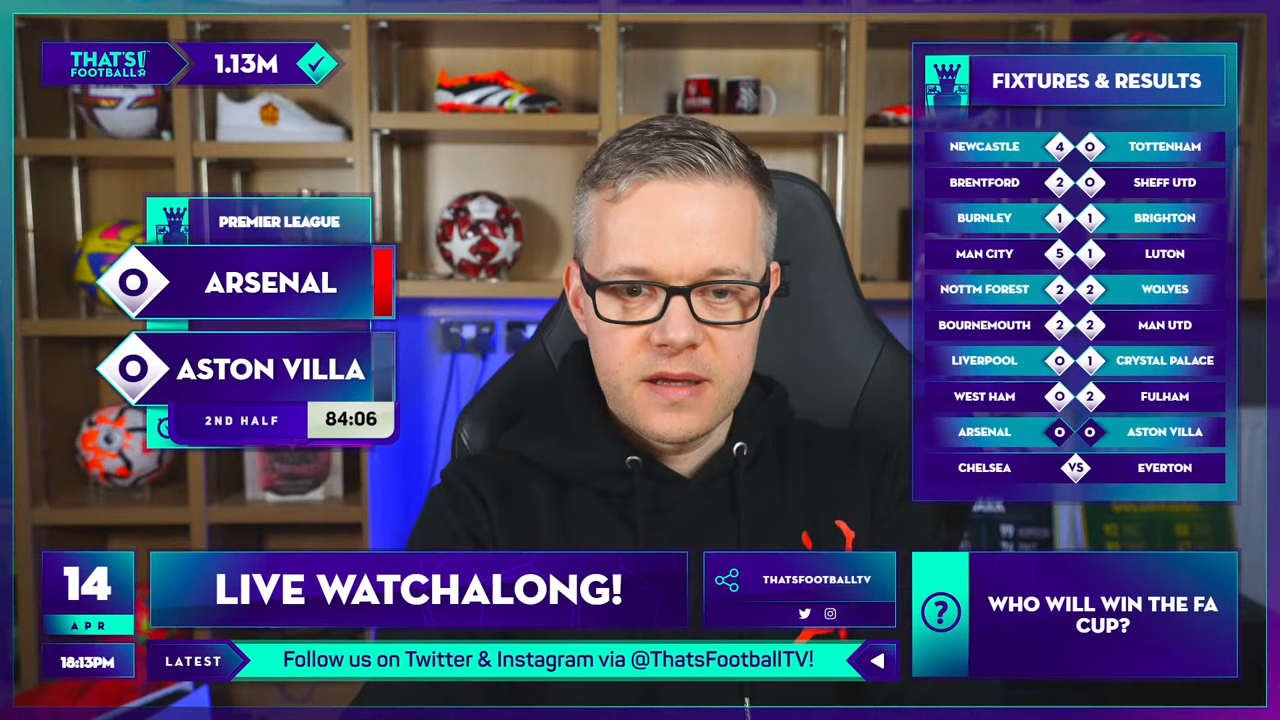 THAT'S
FOOTBALL
1.13M
PREMIER LEAGUE
0 ARSENAL
0 ASTON VILLA
2ND HALF 84:06
FIXTURES & RESULTS
NEWCASTLE 4 0 TOTTENHAM
BRENTFORD 2 0 SHEFF UTD
BURNLEY 1 1 BRIGHTON
MAN CITY 5 1 LUTON
NOTTM FOREST 2 2 WOLVES
BOURNEMOUTH 2 2 MAN UTD
LIVERPOOL 0 1 CRYSTAL PALACE
WEST HAM 0 2 FULHAM
ARSENAL 0 0 ASTON VILLA
CHELSEA VS EVERTON
14
APR
18:13PM
LIVE WATCHALONG!
THATSFOOTBALLTV
LATEST
Follow us on Twitter & Instagram via @ThatsFootballTV!
?
WHO WILL WIN THE FA
CUP?